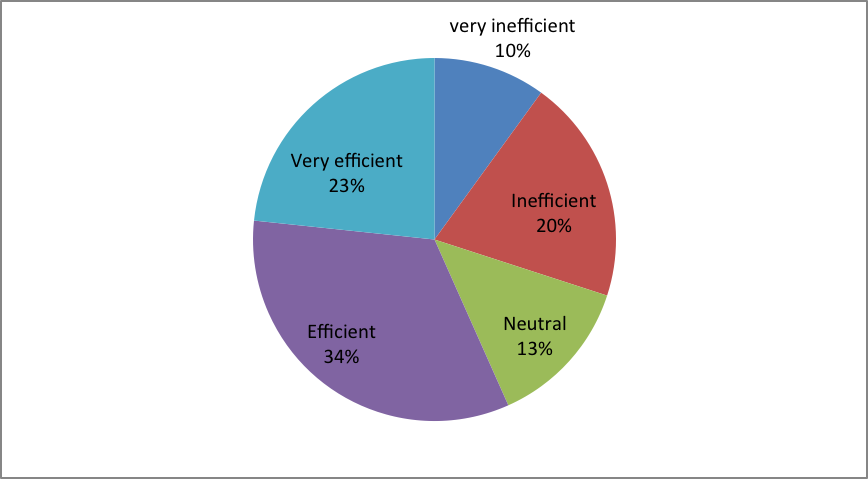 very inefficient
10%
Inefficient
20%
Neutral
13%
Efficient
34%
Very efficient
23%